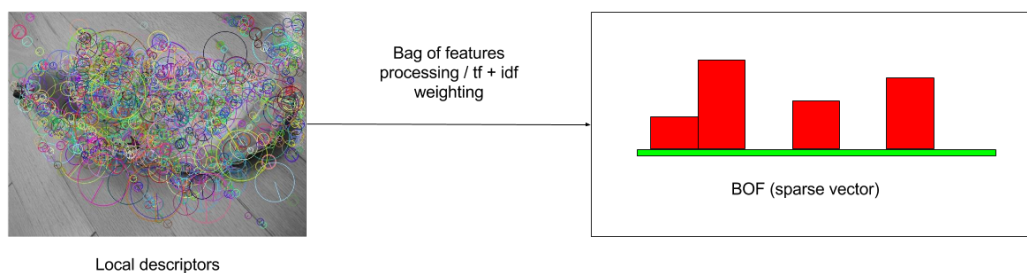 Bag of features
processing / tf + idf
weighting
BOF (sparse vector)
Local descriptors